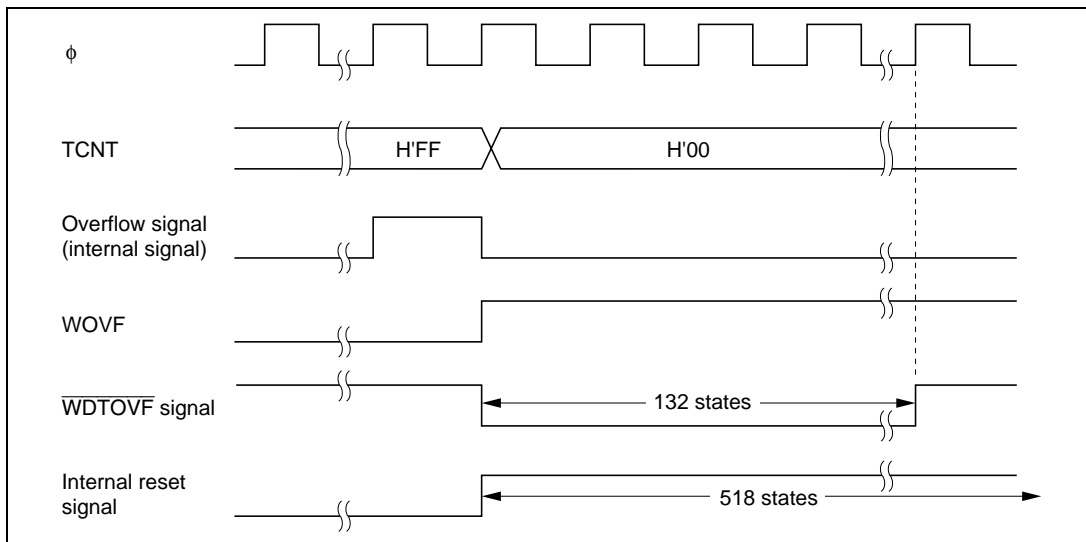 ϕ
TCNT
H'FF
H'00
Overflow signal
(internal signal)
WOVF
WDTOVF signal
132 states
Internal reset
signal
518 states